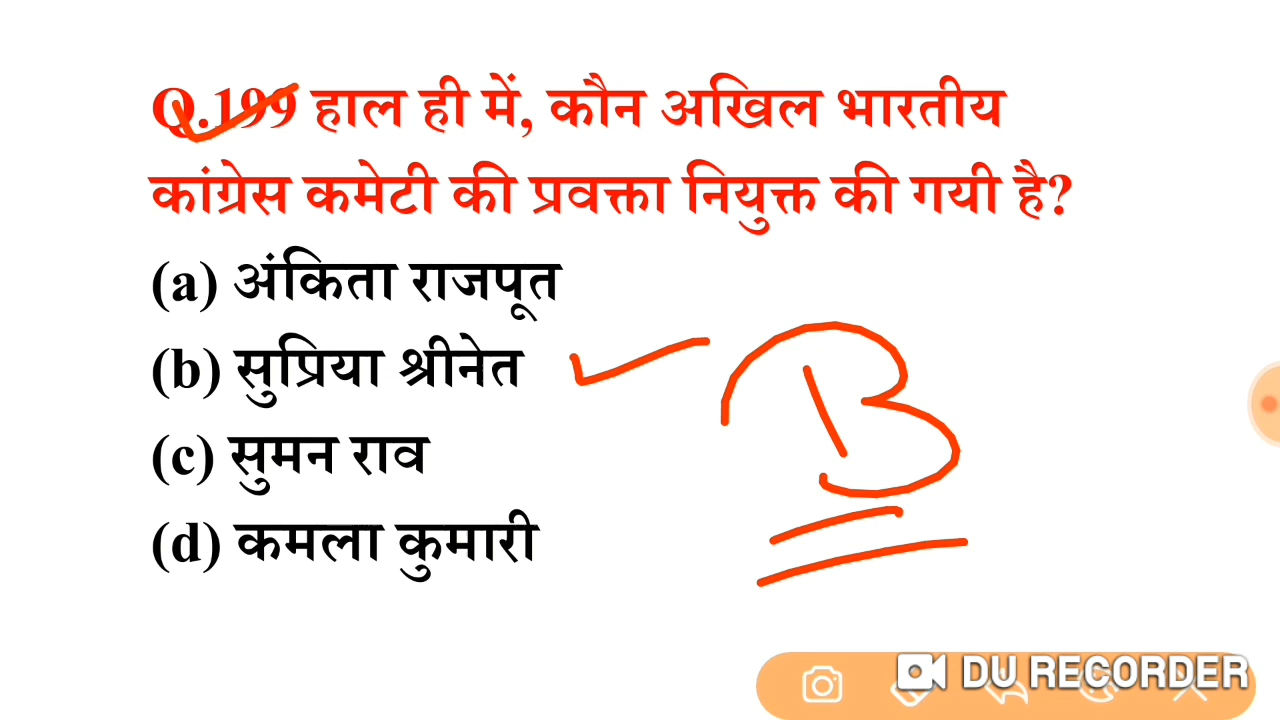 Q.199 हाल ही में, कौन अखिल भारतीय
कांग्रेस कमेटी की प्रवक्ता नियुक्त की गयी है?
(a) अंकिता राजपूत
(b) सुप्रिया श्रीनेत
(c) सुमन राव
(d) कमला कुमारी
B
DU RECORDER